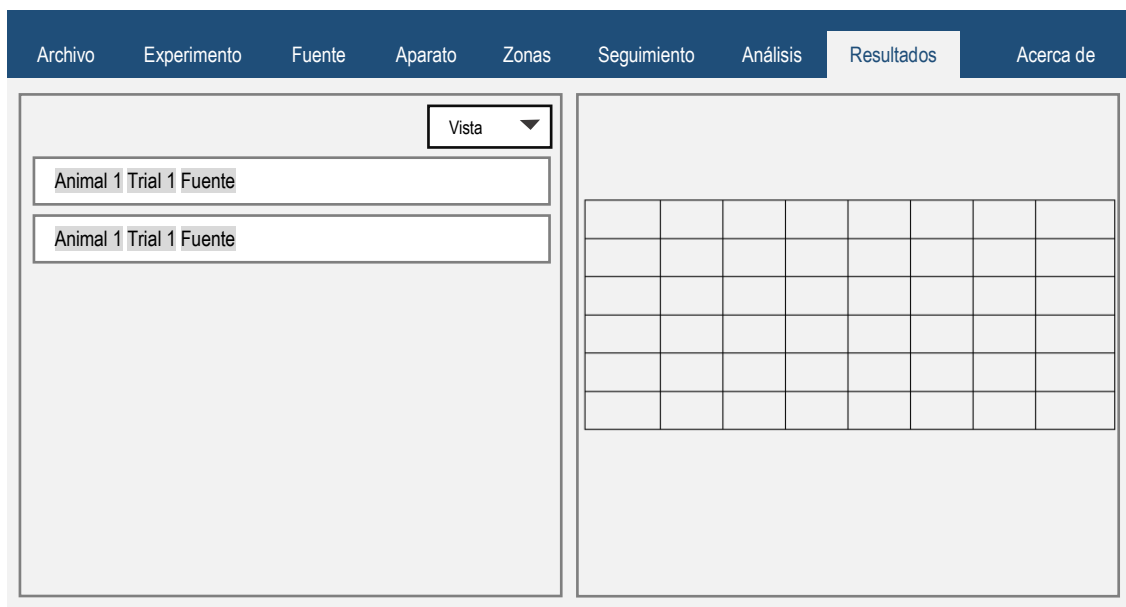 Archivo Experimento Fuente Aparato Zonas Seguimiento Análisis Resultados Acerca de
Vista
Animal 1 Trial 1 Fuente
Animal 1 Trial 1 Fuente